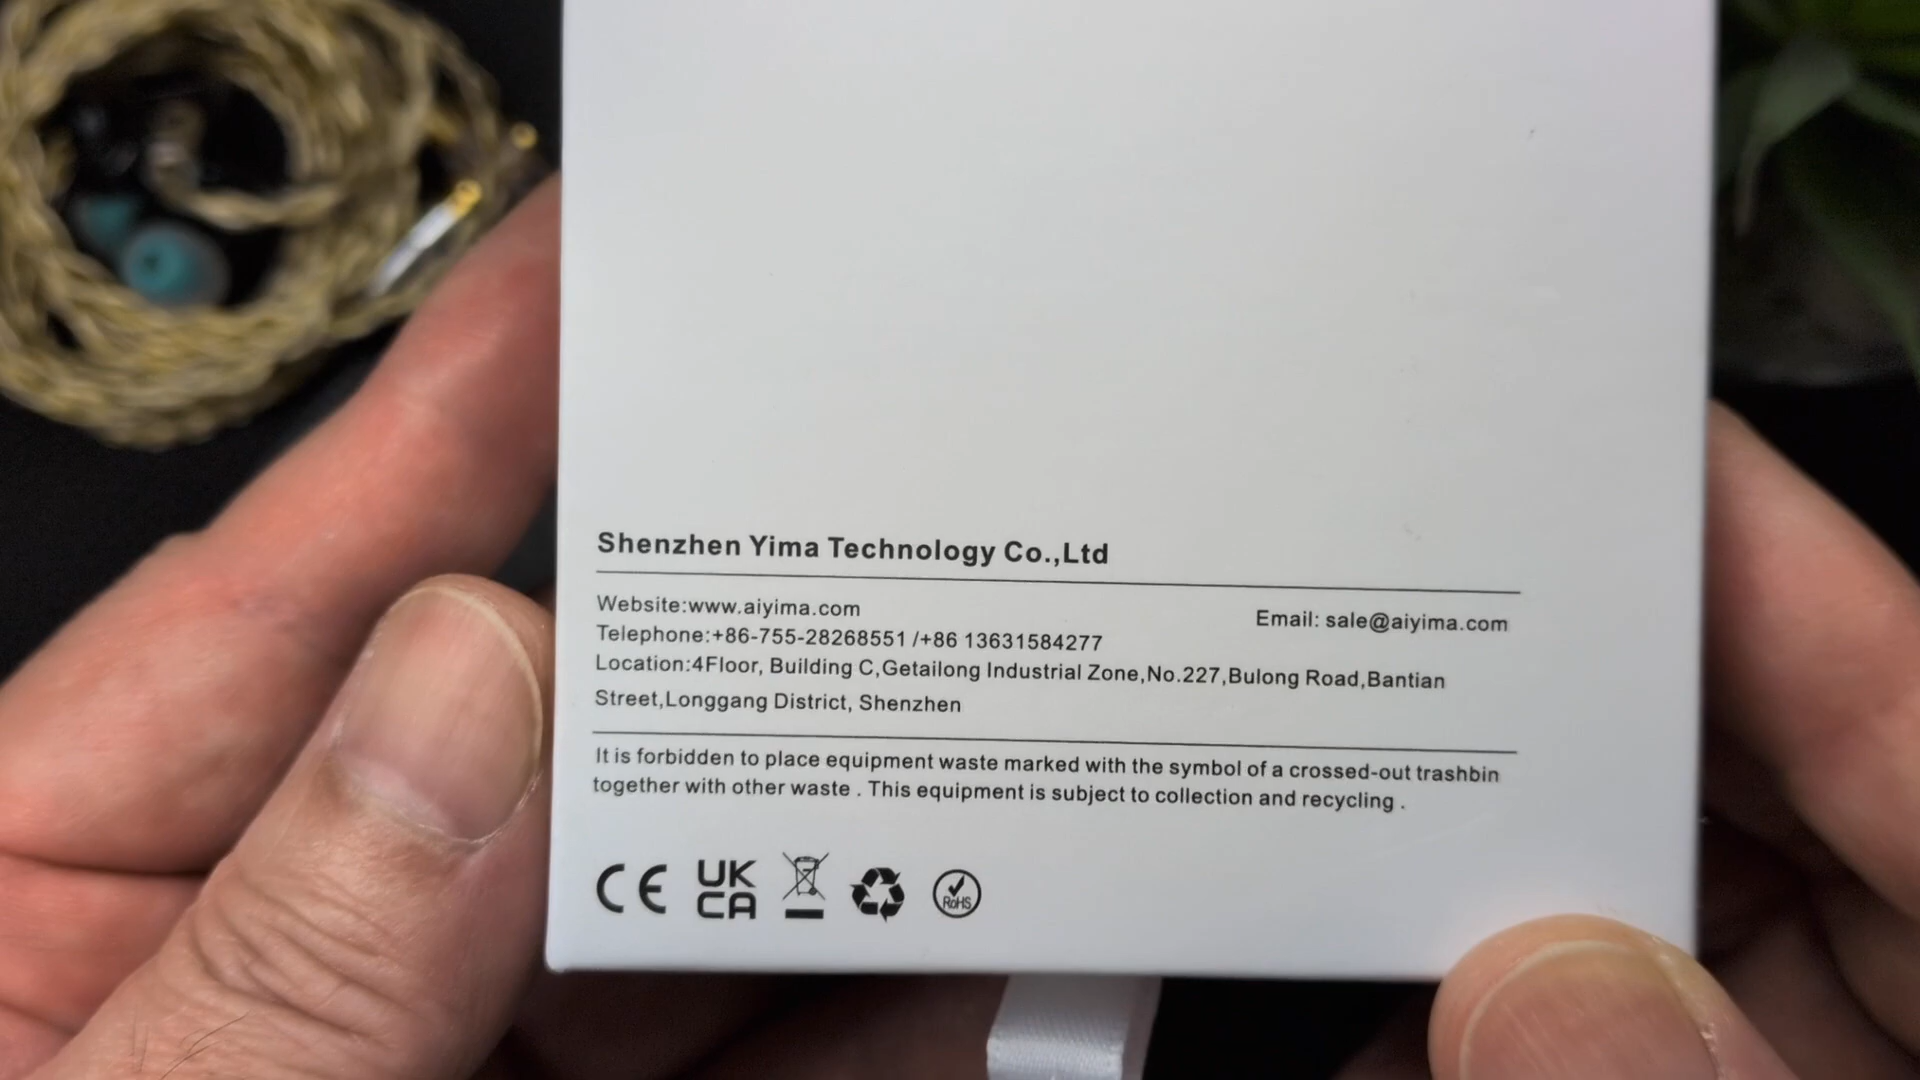 Shenzhen Yima Technology Co.,Ltd
Website:www.aiyima.com
Email: sale@aiyima.com
Telephone:+86-755-28268551 /+86 13631584277
Location:4Floor, Building C,Getailong Industrial Zone,No.227,Bulong Road,Bantian
Street,Longgang District, Shenzhen
It is forbidden to place equipment waste marked with the symbol of a crossed-out trashbin
together with other waste . This equipment is subject to collection and recycling .
CE UK
CA RoHS